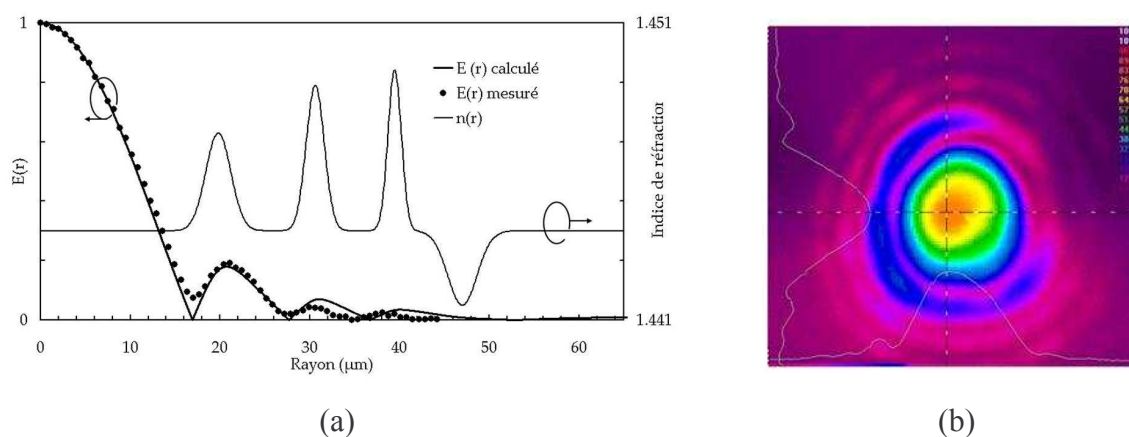 1
1.451
E (r) calculé
E(r) mesuré
n(r)
E(r)
Indice de réfraction
0
1.441
0 10 20 30 40 50 60
Rayon (µm)
(a)
(b)